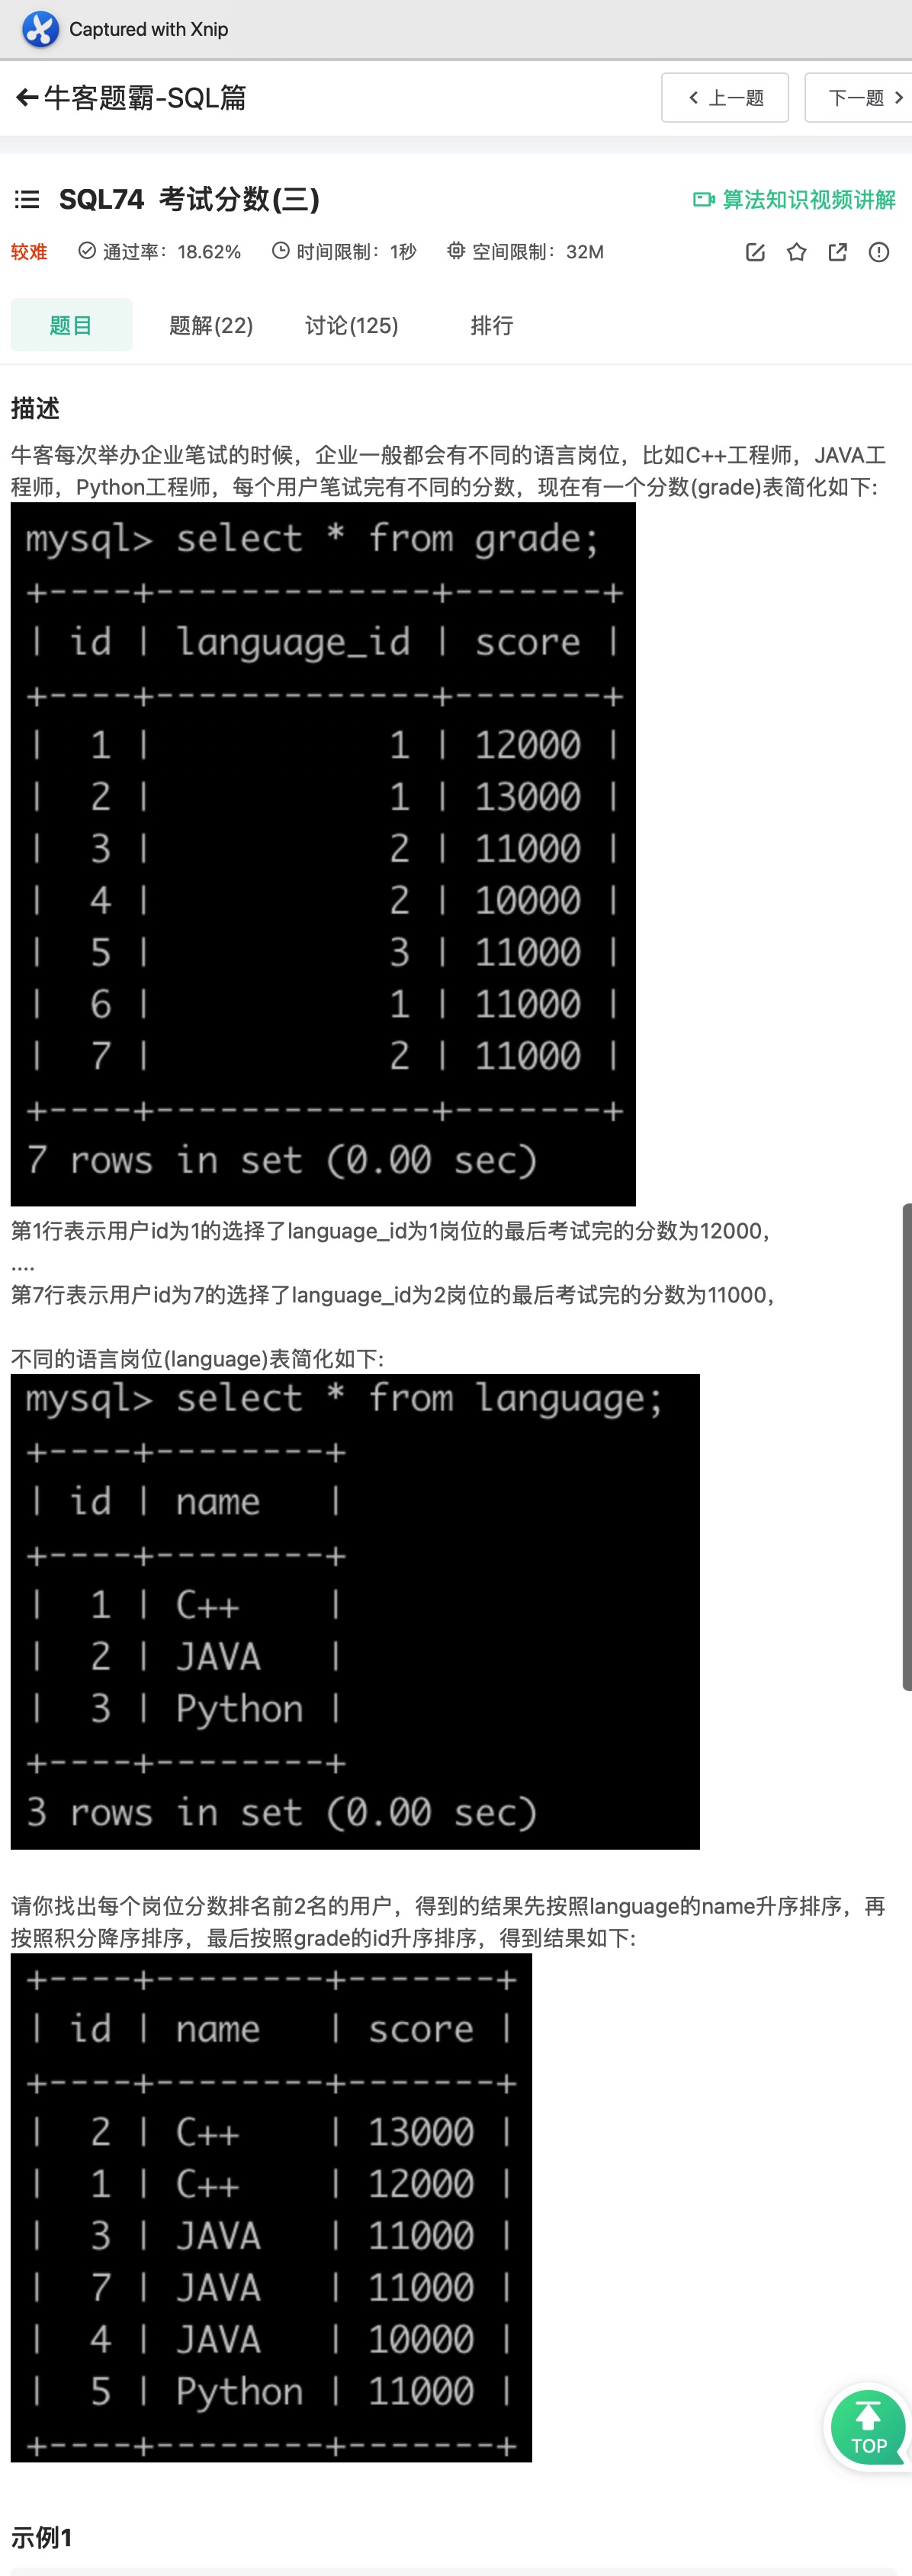 Captured with Xnip
牛客题霸-SQL篇
上一题
下一题
SQL74 考试分数(三)
算法知识视频讲解
较难 通过率：18.62% 时间限制：1秒 空间限制：32M
题目 题解(22) 讨论(125) 排行
描述
牛客每次举办企业笔试的时候，企业一般都会有不同的语言岗位，比如C++工程师，JAVA工
程师，Python工程师，每个用户笔试完有不同的分数，现在有一个分数(grade)表简化如下:
mysql> select * from grade;
+----+-------------+-------+
| id | language_id | score |
+----+-------------+-------+
|  1 |           1 | 12000 |
|  2 |           1 | 13000 |
|  3 |           2 | 11000 |
|  4 |           2 | 10000 |
|  5 |           3 | 11000 |
|  6 |           1 | 11000 |
|  7 |           2 | 11000 |
+----+-------------+-------+
7 rows in set (0.00 sec)
第1行表示用户id为1的选择了language_id为1岗位的最后考试完的分数为12000，
....
第7行表示用户id为7的选择了language_id为2岗位的最后考试完的分数为11000，
不同的语言岗位(language)表简化如下:
mysql> select * from language;
+----+--------+
| id | name   |
+----+--------+
|  1 | C++    |
|  2 | JAVA   |
|  3 | Python |
+----+--------+
3 rows in set (0.00 sec)
请你找出每个岗位分数排名前2名的用户，得到的结果先按照language的name升序排序，再
按照积分降序排序，最后按照grade的id升序排序，得到结果如下:
+----+--------+-------+
| id | name   | score |
+----+--------+-------+
|  2 | C++    | 13000 |
|  1 | C++    | 12000 |
|  3 | JAVA   | 11000 |
|  7 | JAVA   | 11000 |
|  4 | JAVA   | 10000 |
|  5 | Python | 11000 |
+----+--------+-------+
TOP
示例1